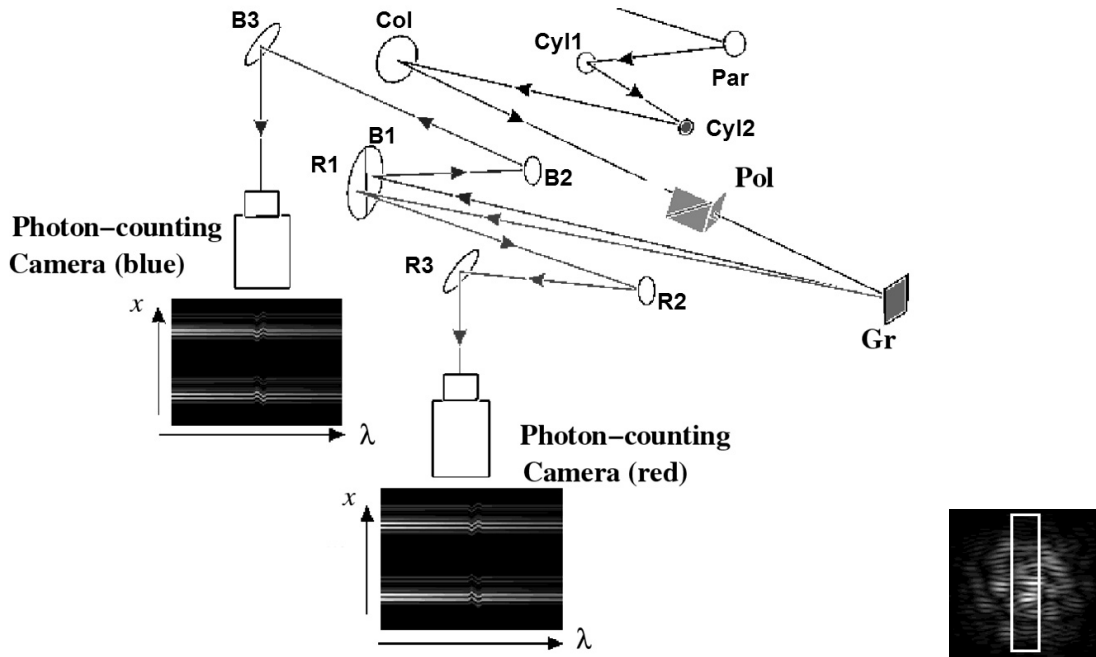 B3
Col
Cyl1
Par
Cyl2
B1
R1
B2
Pol
Photon−counting
Camera (blue)
R3
R2
Gr
x
λ
Photon−counting
Camera (red)
x
λ